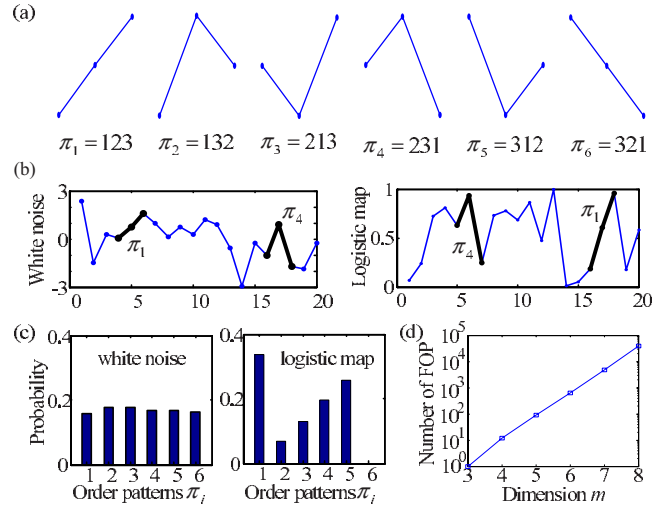 (a)
π1 = 123 π2 = 132 π3 = 213 π4 = 231 π5 = 312 π6 = 321
(b)
White noise
3
0
-3
0 5 10 15 20
π1
π4
Logistic map
1
0.5
0
0 5 10 15 20
π4
π1
(c)
Probability
0.4
0.2
0
white noise
1 2 3 4 5 6
Order patterns πi
0.4
0.2
0
logistic map
1 2 3 4 5 6
Order patterns πi
(d)
Number of FOP
10^5
10^4
10^3
10^2
10^1
10^0
3 4 5 6 7 8
Dimension m